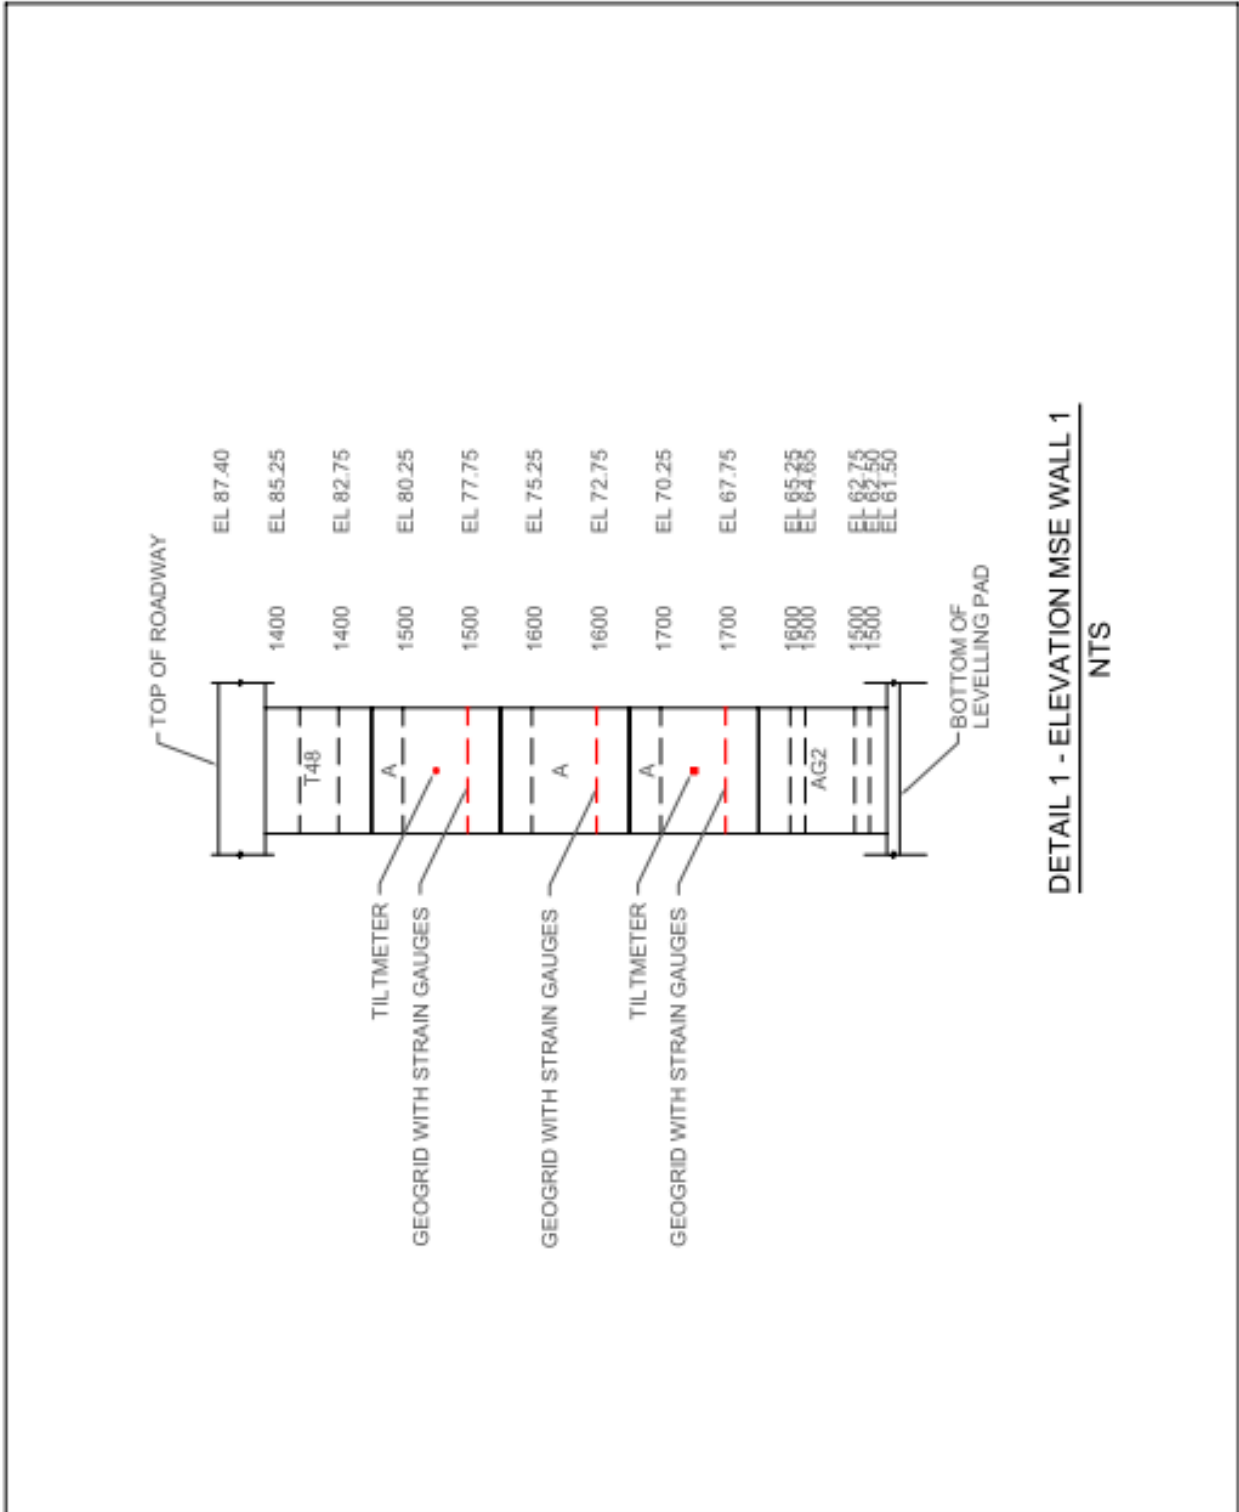 TOP OF ROADWAY
EL 87.40
1400
EL 85.25
T48
1400
EL 82.75
TILTMETER
A
1500
EL 80.25
GEOGRID WITH STRAIN GAUGES
1500
EL 77.75
1600
EL 75.25
GEOGRID WITH STRAIN GAUGES
A
1600
EL 72.75
TILTMETER
A
1700
EL 70.25
GEOGRID WITH STRAIN GAUGES
1700
EL 67.75
1600
EL 65.25
1500
EL 64.65
AG2
1500
EL 62.75
1500
EL 62.50
EL 61.50
BOTTOM OF
LEVELLING PAD
DETAIL 1 - ELEVATION MSE WALL 1
NTS